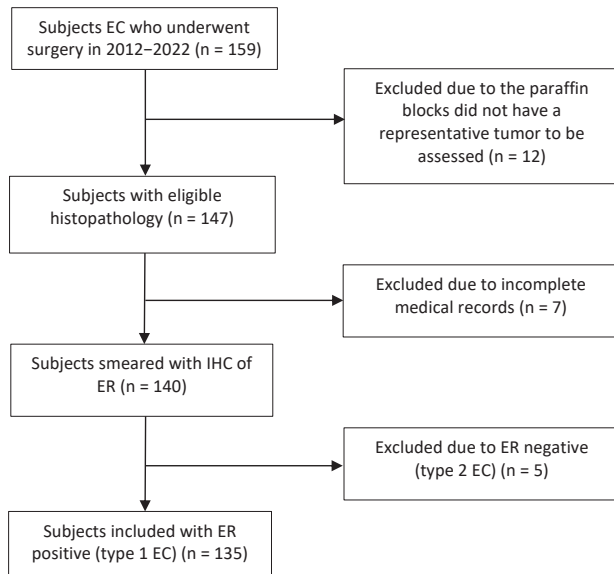 Subjects EC who underwent
surgery in 2012–2022 (n = 159)
Excluded due to the paraffin
blocks did not have a
representative tumor to be
assessed (n = 12)
Subjects with eligible
histopathology (n = 147)
Excluded due to incomplete
medical records (n = 7)
Subjects smeared with IHC of
ER (n = 140)
Excluded due to ER negative
(type 2 EC) (n = 5)
Subjects included with ER
positive (type 1 EC) (n = 135)